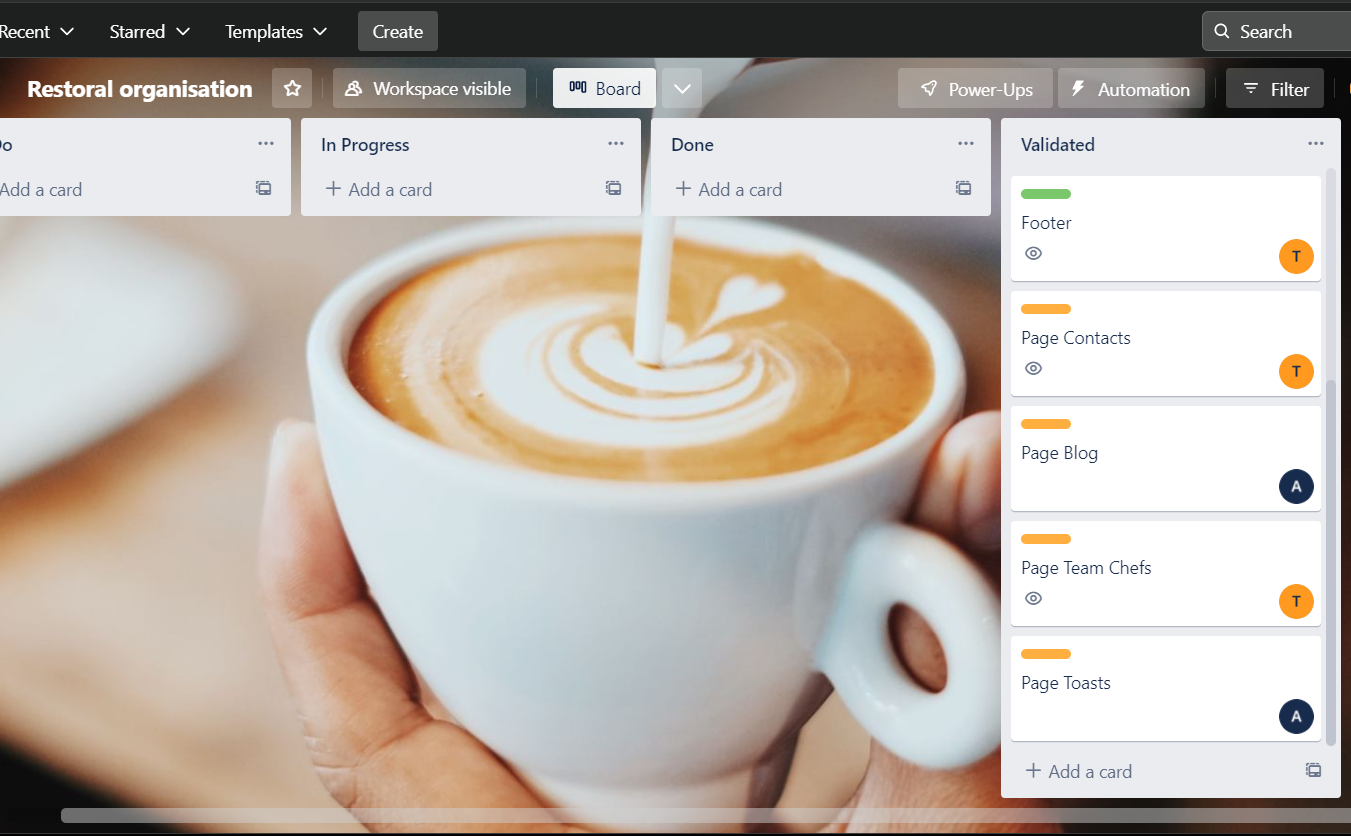 Recent
Starred
Templates
Create
Search
Restoral organisation
Workspace visible
Board
Power-Ups
Automation
Filter
Add a card
In Progress
Add a card
Done
Add a card
Validated
Footer
T
Page Contacts
T
Page Blog
A
Page Team Chefs
T
Page Toasts
A
Add a card